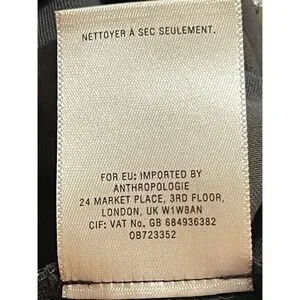 NETTOYER À SEC SEULEMENT.
FOR EU: IMPORTED BY
ANTHROPOLOGIE
24 MARKET PLACE, 3RD FLOOR,
LONDON, UK W1W8AN
CIF: VAT No. GB 684936382
OB723352